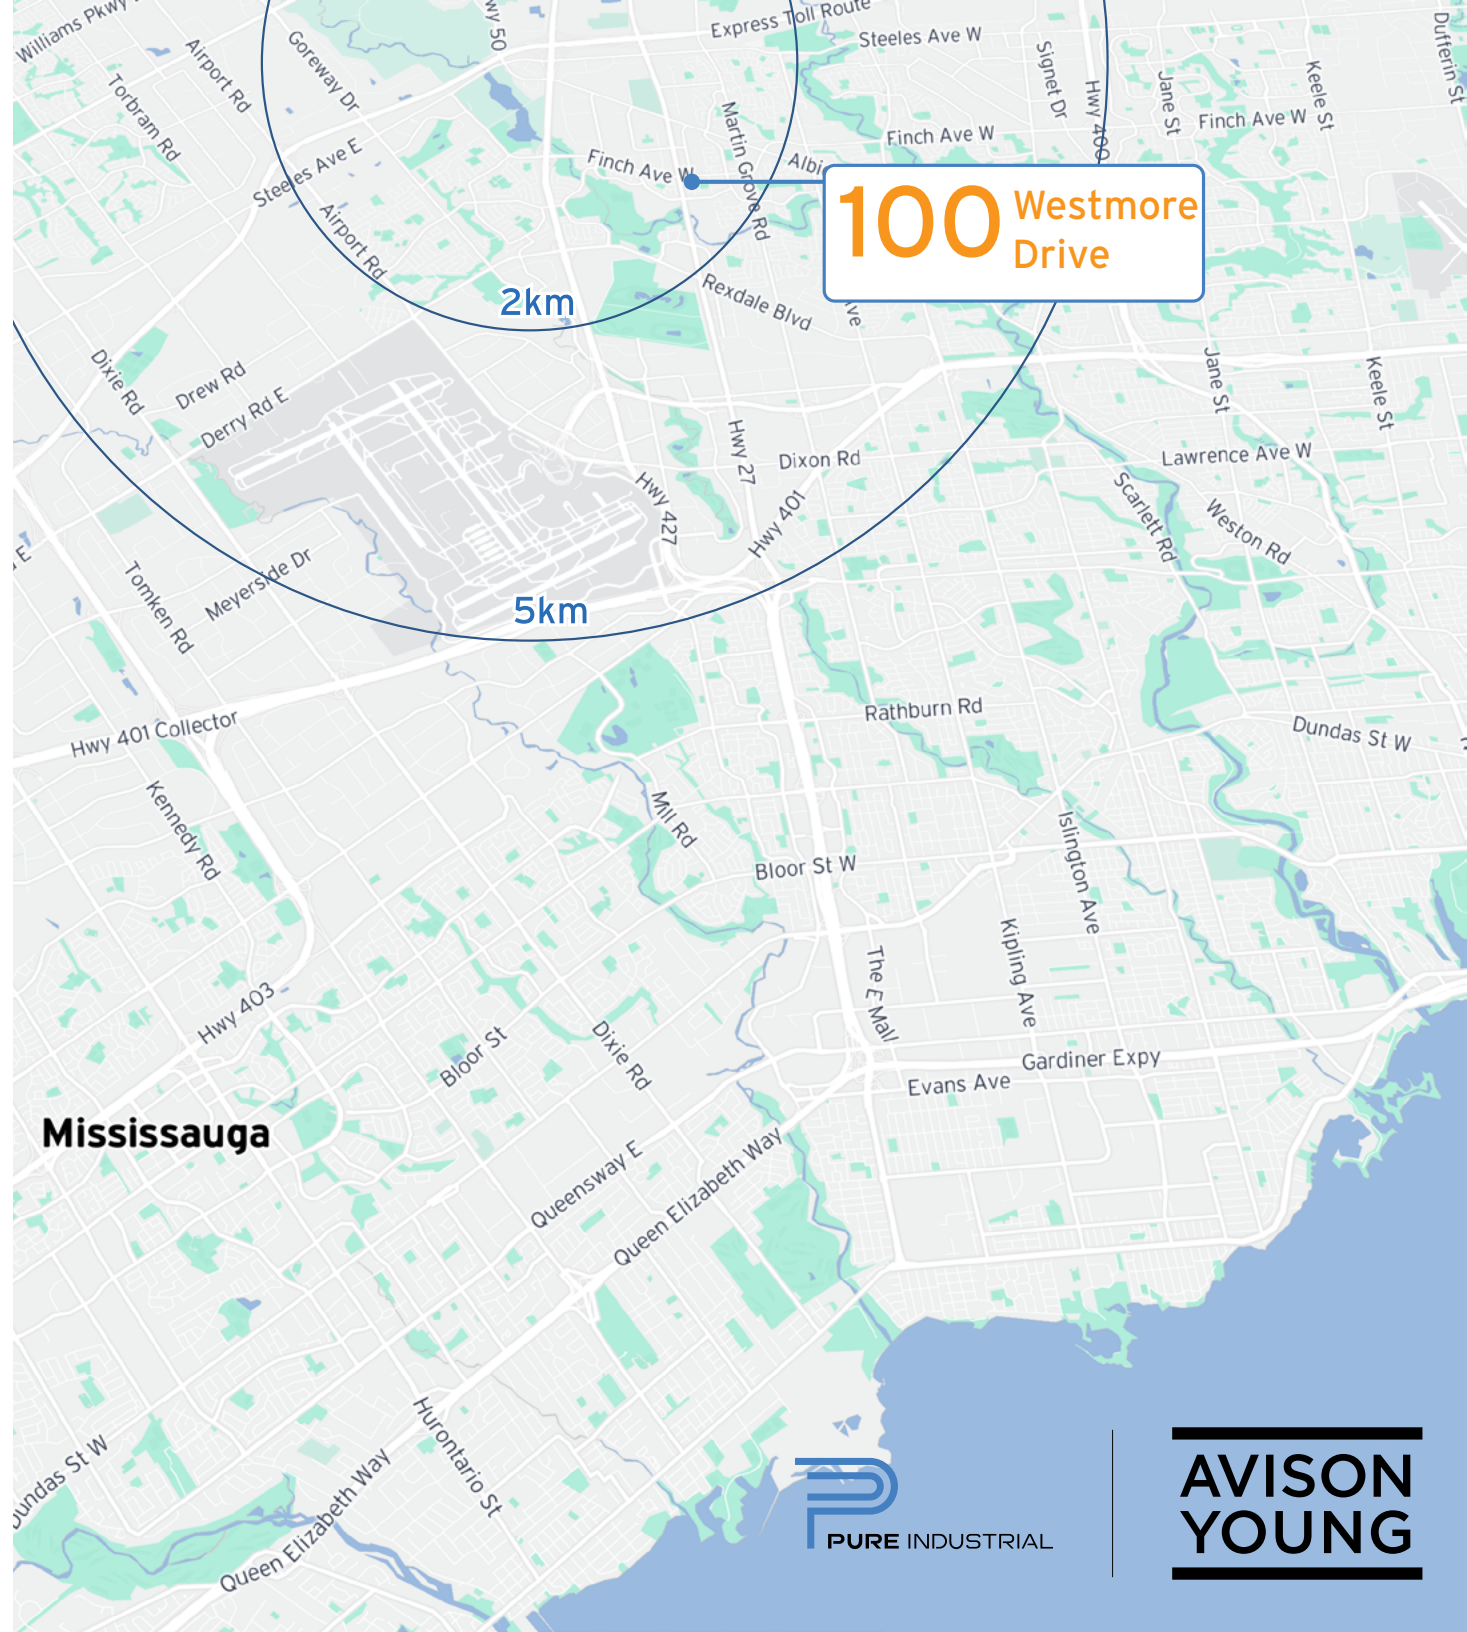 Williams Pkwy
Airport Rd
Goreway Dr
wy 50
Express Toll Route
Steeles Ave W
Signet Dr
Hwy 400
Jane St
Keele St
Dufferin St
Torbram Rd
Steeles Ave E
Airport Rd
Finch Ave W
Martin Grove Rd
Albi
Finch Ave W
Finch Ave W
100 Westmore
Drive
2km
Rexdale Blvd
ive
Dixie Rd
Drew Rd
Derry Rd E
Jane St
Keele St
Hwy 27
Dixon Rd
Hwy 427
Hwy 401
Lawrence Ave W
Scarlett Rd
Weston Rd
E
Tomken Rd
Meyerside Dr
5km
Hwy 401 Collector
Rathburn Rd
Dundas St W
Kennedy Rd
Mill Rd
Bloor St W
Islington Ave
Kipling Ave
The E Mall
Hwy 403
Bloor St
Dixie Rd
Gardiner Expy
Evans Ave
Mississauga
Queensway E
Queen Elizabeth Way
Hurontario St
Dundas St W
Queen Elizabeth Way
PURE INDUSTRIAL
AVISON
YOUNG